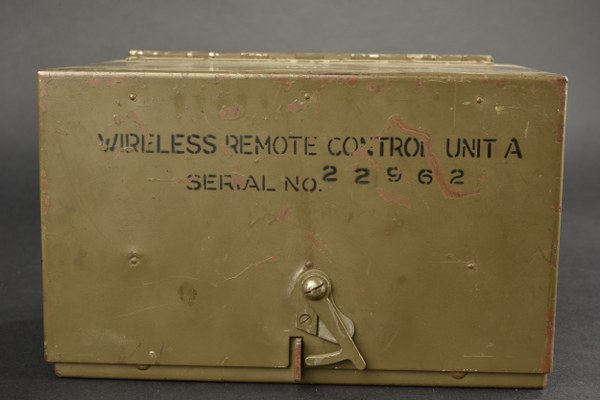 WIRELESS REMOTE CONTROL UNIT A
SERIAL NO. 22962